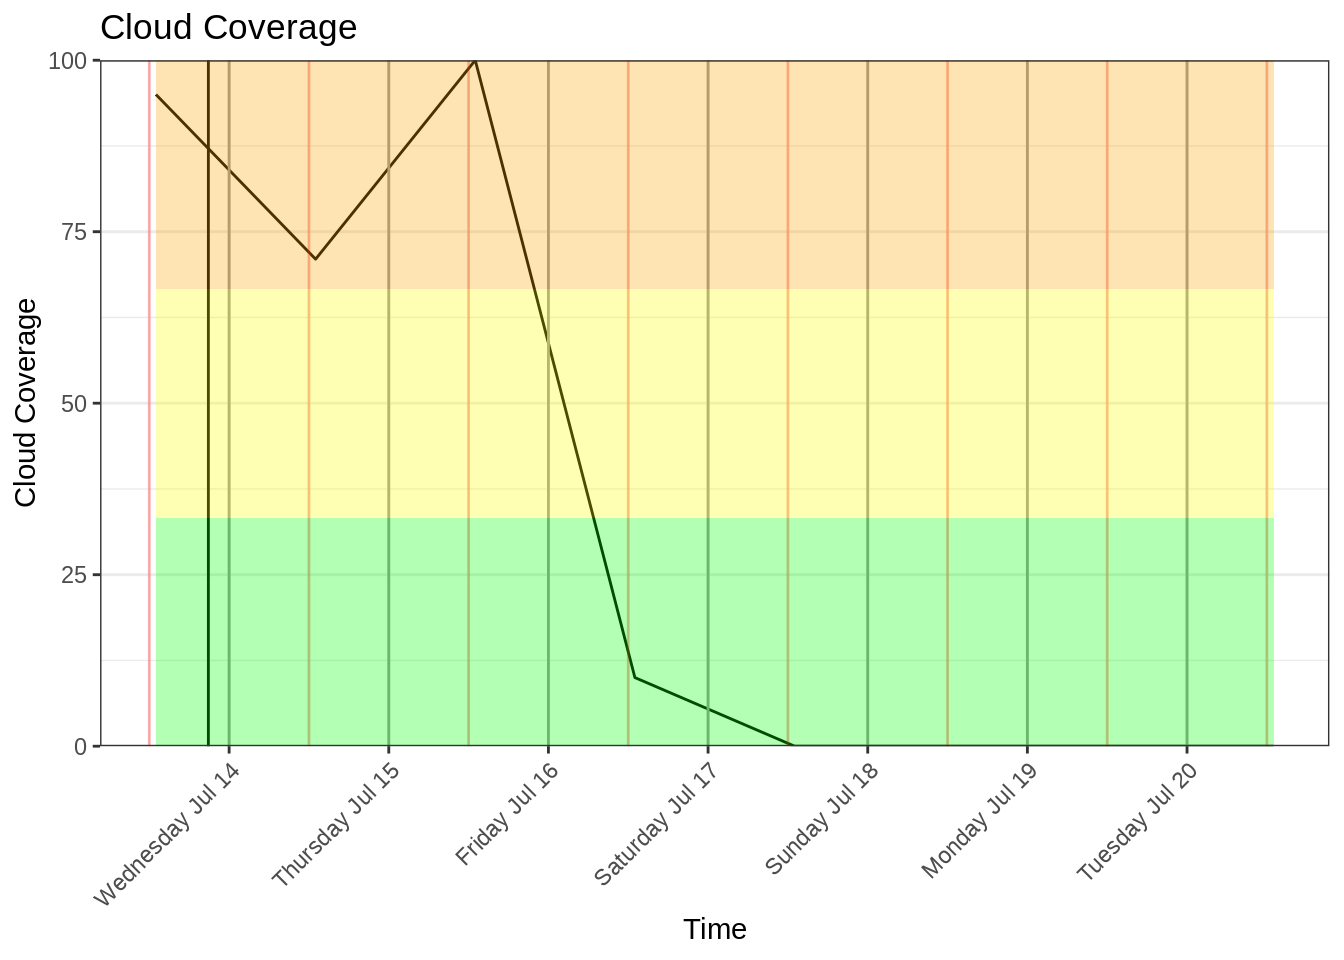 Cloud Coverage
100
75
50
25
0
Cloud Coverage
Wednesday Jul 14
Thursday Jul 15
Friday Jul 16
Saturday Jul 17
Sunday Jul 18
Monday Jul 19
Tuesday Jul 20
Time